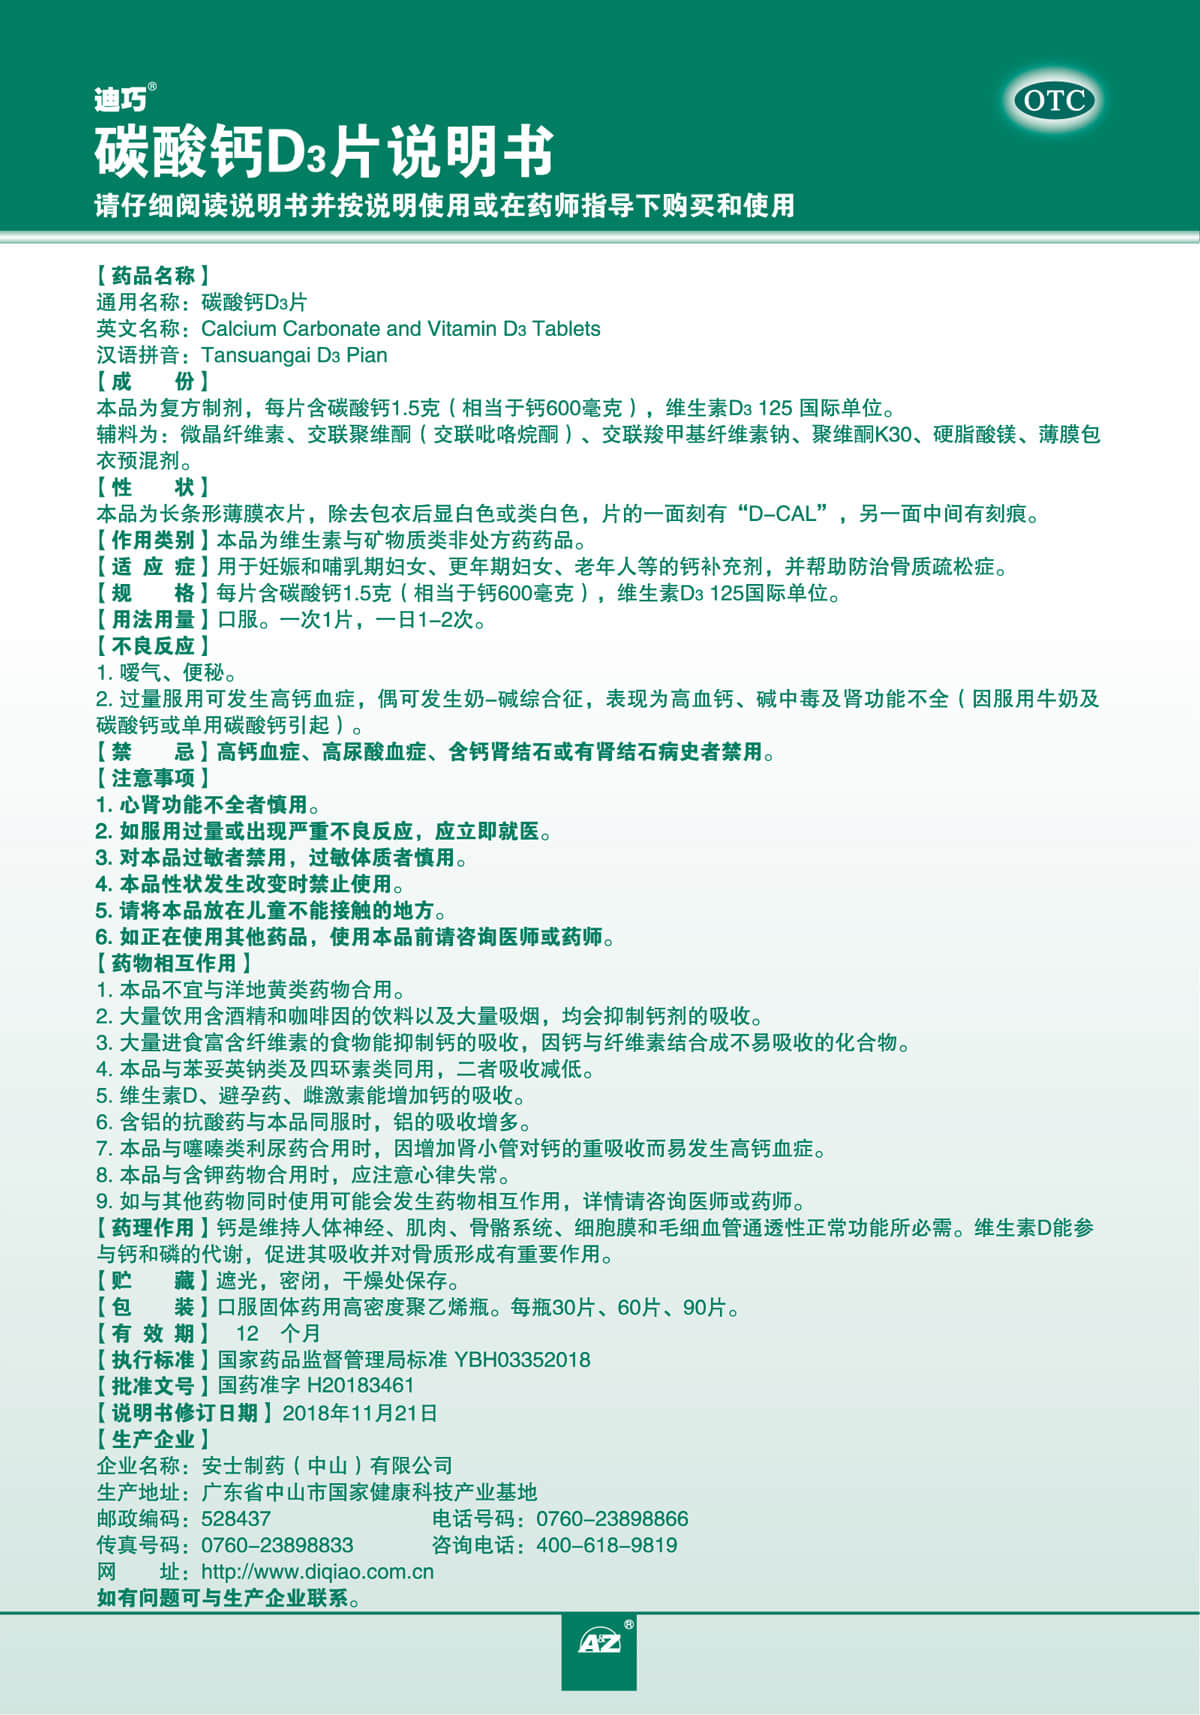 迪巧®
OTC
碳酸钙D3片说明书
请仔细阅读说明书并按说明使用或在药师指导下购买和使用
【药品名称】
通用名称：碳酸钙D3片
英文名称：Calcium Carbonate and Vitamin D3 Tablets
汉语拼音：Tansuangai D3 Pian
【成　　份】
本品为复方制剂，每片含碳酸钙1.5克（相当于钙600毫克），维生素D3 125 国际单位。
辅料为：微晶纤维素、交联聚维酮（交联吡咯烷酮）、交联羧甲基纤维素钠、聚维酮K30、硬脂酸镁、薄膜包
衣预混剂。
【性　　状】
本品为长条形薄膜衣片，除去包衣后显白色或类白色，片的一面刻有“D-CAL”，另一面中间有刻痕。
【作用类别】本品为维生素与矿物质类非处方药药品。
【适 应 症】用于妊娠和哺乳期妇女、更年期妇女、老年人等的钙补充剂，并帮助防治骨质疏松症。
【规　　格】每片含碳酸钙1.5克（相当于钙600毫克），维生素D3 125国际单位。
【用法用量】口服。一次1片，一日1-2次。
【不良反应】
1. 嗳气、便秘。
2. 过量服用可发生高钙血症，偶可发生奶-碱综合征，表现为高血钙、碱中毒及肾功能不全（因服用牛奶及
碳酸钙或单用碳酸钙引起）。
【禁　　忌】高钙血症、高尿酸血症、含钙肾结石或有肾结石病史者禁用。
【注意事项】
1. 心肾功能不全者慎用。
2. 如服用过量或出现严重不良反应，应立即就医。
3. 对本品过敏者禁用，过敏体质者慎用。
4. 本品性状发生改变时禁止使用。
5. 请将本品放在儿童不能接触的地方。
6. 如正在使用其他药品，使用本品前请咨询医师或药师。
【药物相互作用】
1. 本品不宜与洋地黄类药物合用。
2. 大量饮用含酒精和咖啡因的饮料以及大量吸烟，均会抑制钙剂的吸收。
3. 大量进食富含纤维素的食物能抑制钙的吸收，因钙与纤维素结合成不易吸收的化合物。
4. 本品与苯妥英钠类及四环素类同用，二者吸收减低。
5. 维生素D、避孕药、雌激素能增加钙的吸收。
6. 含铝的抗酸药与本品同服时，铝的吸收增多。
7. 本品与噻嗪类利尿药合用时，因增加肾小管对钙的重吸收而易发生高钙血症。
8. 本品与含钾药物合用时，应注意心律失常。
9. 如与其他药物同时使用可能会发生药物相互作用，详情请咨询医师或药师。
【药理作用】钙是维持人体神经、肌肉、骨骼系统、细胞膜和毛细血管通透性正常功能所必需。维生素D能参
与钙和磷的代谢，促进其吸收并对骨质形成有重要作用。
【贮　　藏】遮光，密闭，干燥处保存。
【包　　装】口服固体药用高密度聚乙烯瓶。每瓶30片、60片、90片。
【有 效 期】 12 个月
【执行标准】国家药品监督管理局标准 YBH03352018
【批准文号】国药准字 H20183461
【说明书修订日期】2018年11月21日
【生产企业】
企业名称：安士制药（中山）有限公司
生产地址：广东省中山市国家健康科技产业基地
邮政编码：528437　　电话号码：0760-23898866
传真号码：0760-23898833　　咨询电话：400-618-9819
网　　址：http://www.diqiao.com.cn
如有问题可与生产企业联系。
A&Z®